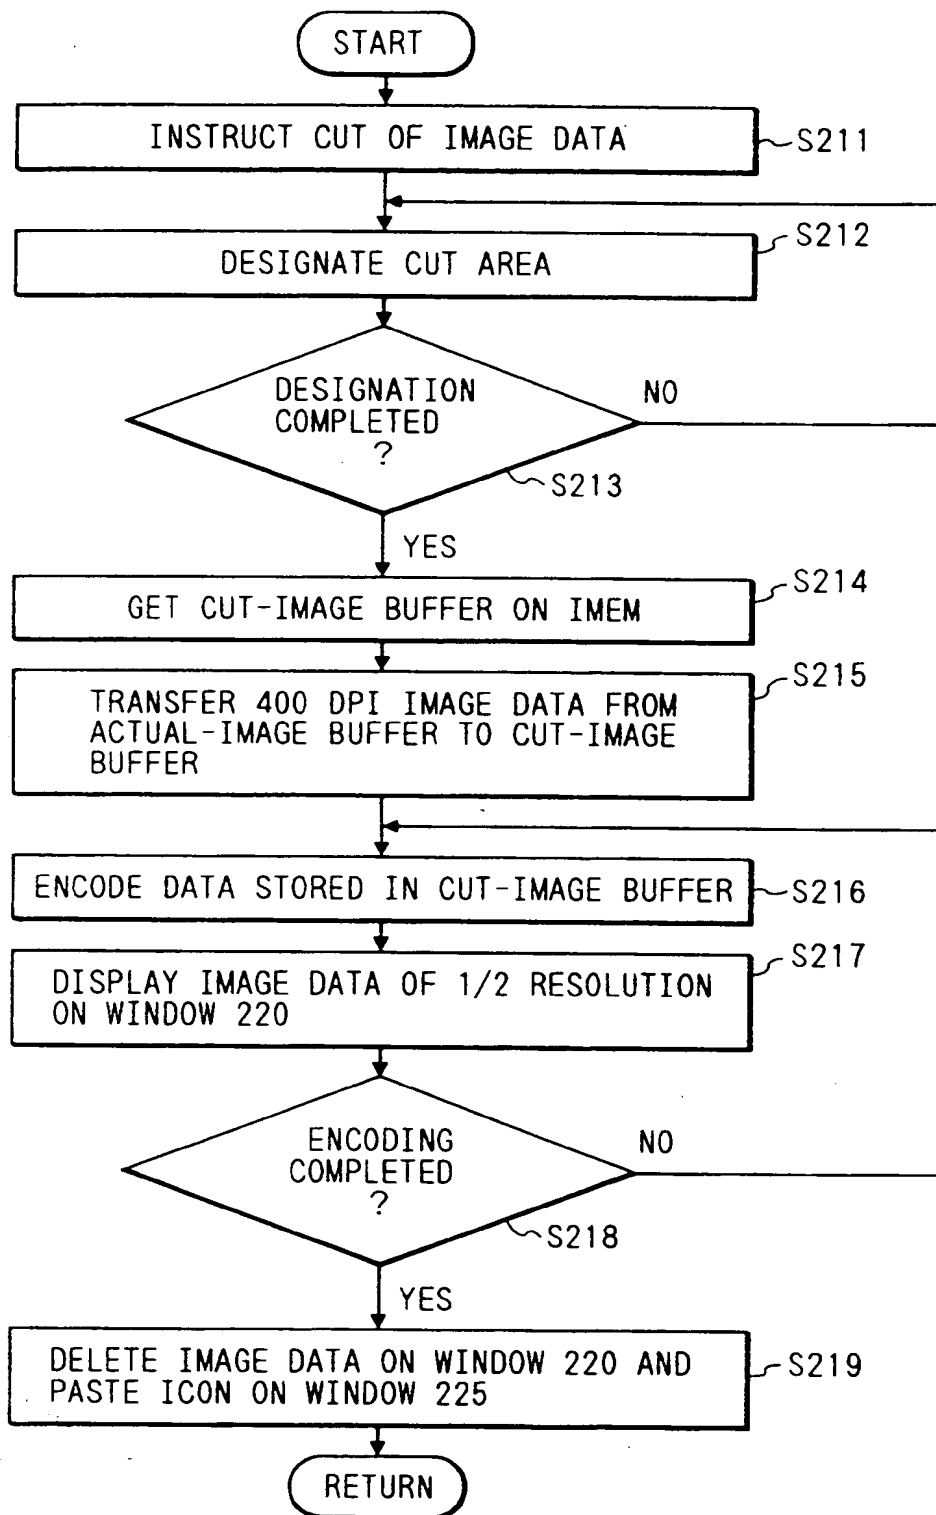 START
INSTRUCT CUT OF IMAGE DATA
S211
S212
DESIGNATE CUT AREA
DESIGNATION
COMPLETED
?
NO
S213
YES
S214
GET CUT-IMAGE BUFFER ON IMEM
S215
TRANSFER 400 DPI IMAGE DATA FROM
ACTUAL-IMAGE BUFFER TO CUT-IMAGE
BUFFER
ENCODE DATA STORED IN CUT-IMAGE BUFFER
S216
S217
DISPLAY IMAGE DATA OF 1/2 RESOLUTION
ON WINDOW 220
ENCODING
COMPLETED
?
NO
S218
YES
DELETE IMAGE DATA ON WINDOW 220 AND
PASTE ICON ON WINDOW 225
S219
RETURN